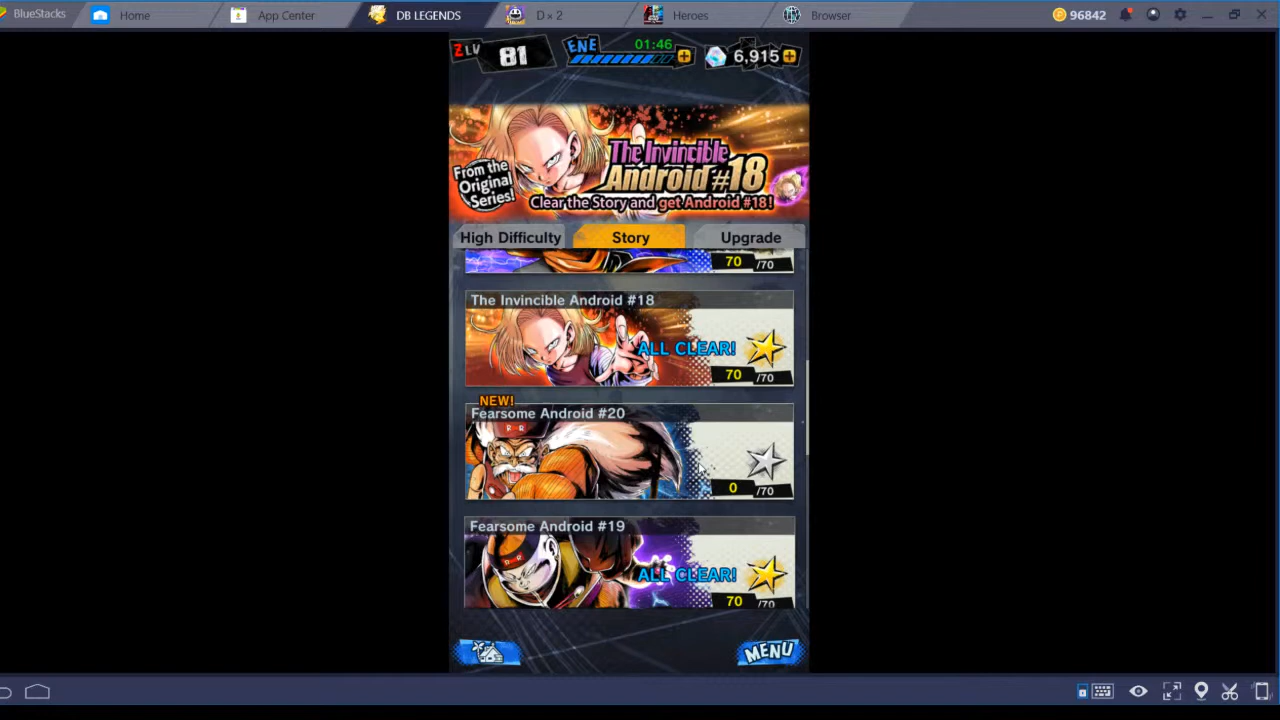 BlueStacks
Home
App Center
DB LEGENDS
D × 2
Heroes
Browser
96842
Z LV 81
ENE
01:46
6,915
From the
Original
Series!
The Invincible
Android #18
Clear the Story and get Android #18!
High Difficulty
Story
Upgrade
70 /70
The Invincible Android #18
ALL CLEAR!
70 /70
NEW!
Fearsome Android #20
0 /70
Fearsome Android #19
ALL CLEAR!
70 /70
MENU